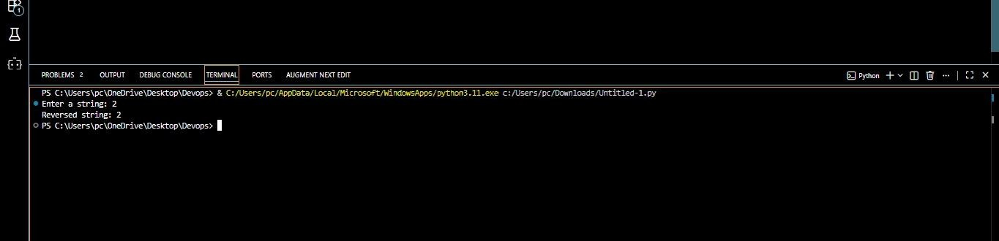 1
PROBLEMS 2 OUTPUT DEBUG CONSOLE TERMINAL PORTS AUGMENT NEXT EDIT Python
PS C:\Users\pc\OneDrive\Desktop\Devops> & C:/Users/pc/AppData/Local/Microsoft/WindowsApps/python3.11.exe c:/Users/pc/Downloads/Untitled-1.py
Enter a string: 2
Reversed string: 2
PS C:\Users\pc\OneDrive\Desktop\Devops>